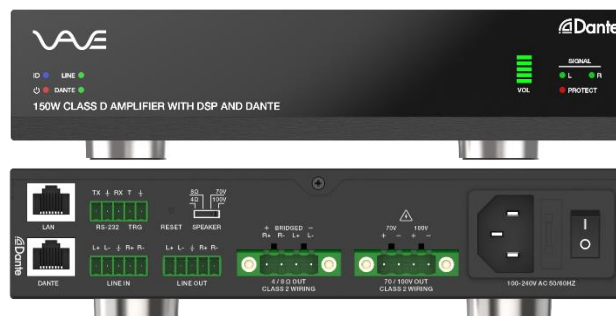 VAVE
Dante
ID LINE
DANTE
VOL
SIGNAL
L R
PROTECT
150W CLASS D AMPLIFIER WITH DSP AND DANTE
LAN
TX RX T
RS-232 TRG
RESET
8Ω 70V
4Ω 100V
SPEAKER
+ BRIDGED −
R+ R- L+ L-
4 / 8 Ω OUT
CLASS 2 WIRING
70V 100V
+ − + −
70 / 100V OUT
CLASS 2 WIRING
I
O
100-240V AC 50/60HZ
Dante
DANTE
L+ L- R+ R-
LINE IN
L+ L- R+ R-
LINE OUT